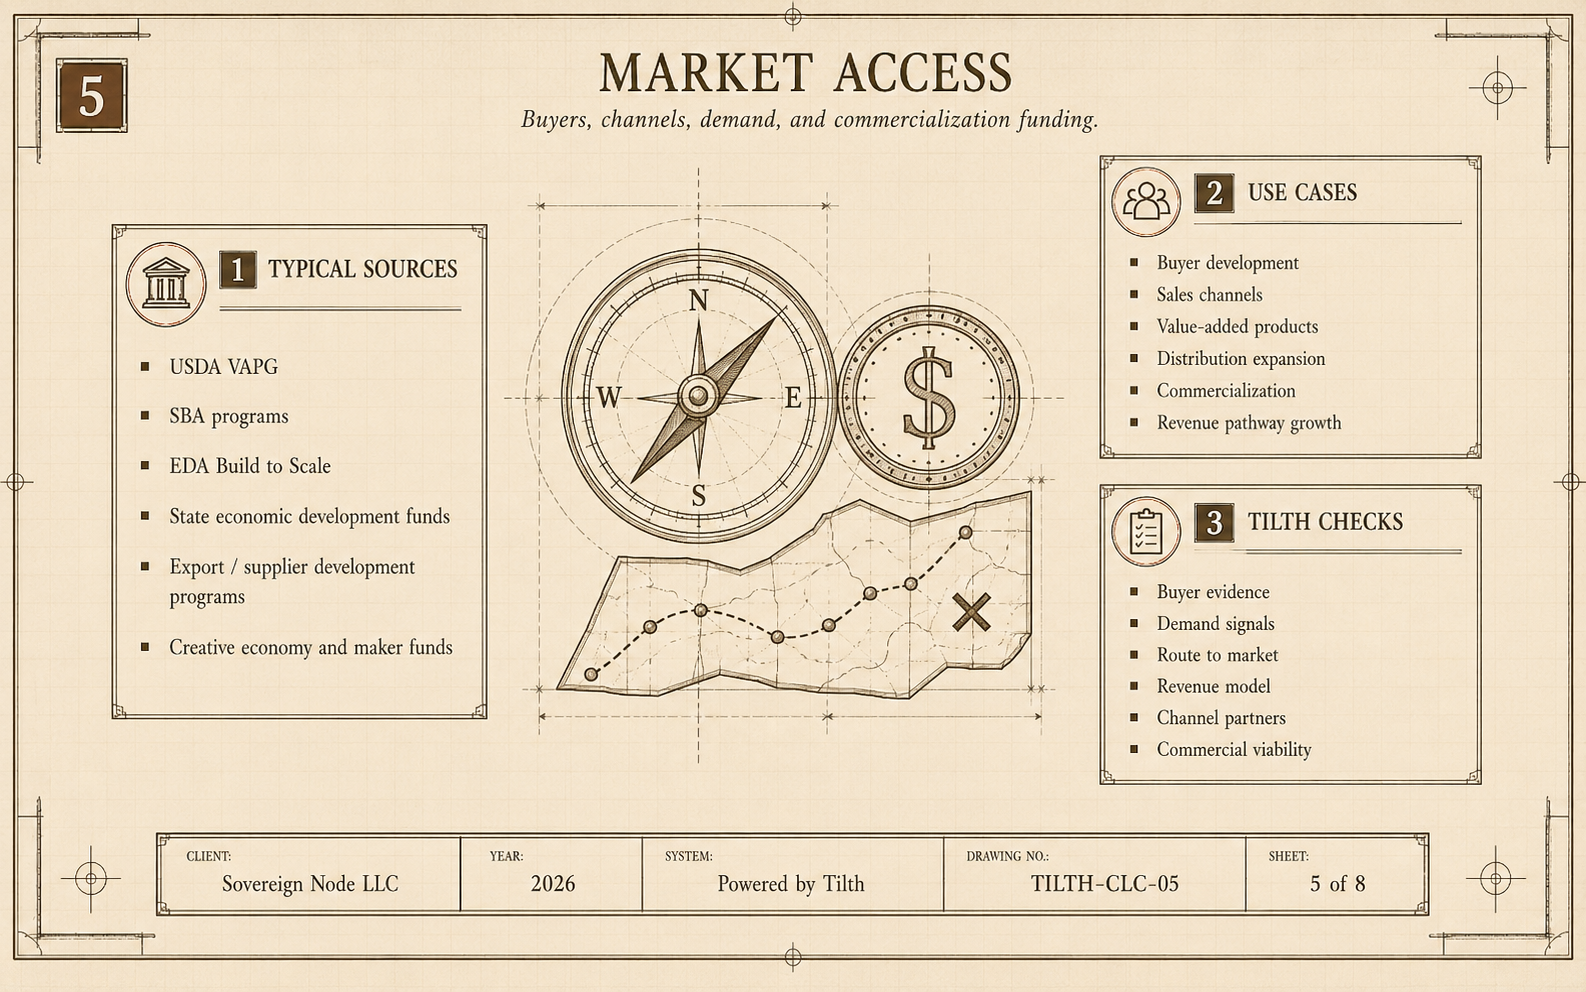 5
MARKET ACCESS
Buyers, channels, demand, and commercialization funding.
1 TYPICAL SOURCES
USDA VAPG
SBA programs
EDA Build to Scale
State economic development funds
Export / supplier development
programs
Creative economy and maker funds
N
W E
S
$
2 USE CASES
Buyer development
Sales channels
Value-added products
Distribution expansion
Commercialization
Revenue pathway growth
3 TILTH CHECKS
Buyer evidence
Demand signals
Route to market
Revenue model
Channel partners
Commercial viability
CLIENT:
Sovereign Node LLC
YEAR:
2026
SYSTEM:
Powered by Tilth
DRAWING NO.:
TILTH-CLC-05
SHEET:
5 of 8